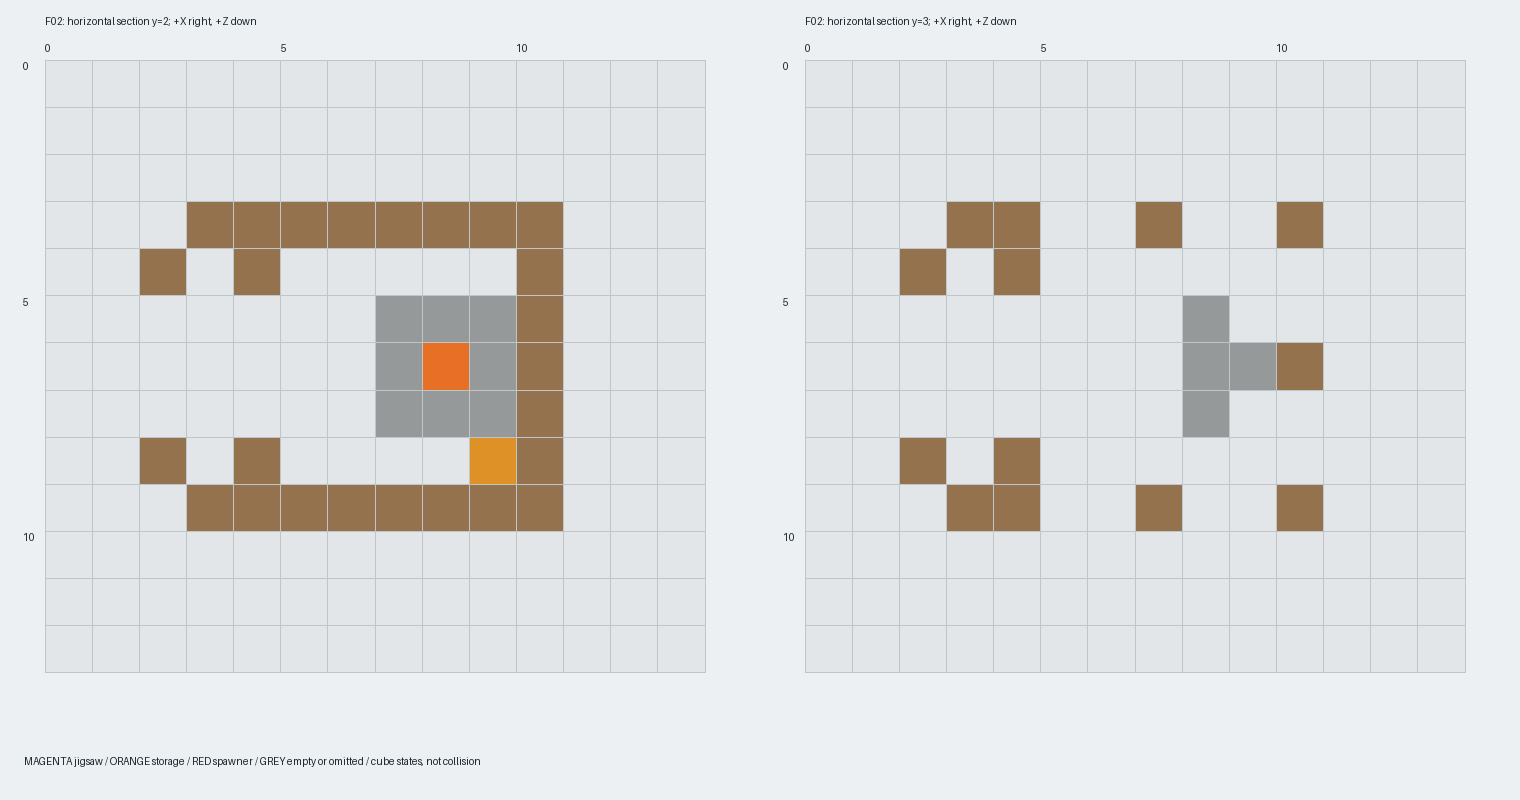 F02: horizontal section y=2; +X right, +Z down
0 5 10
0
5
10
F02: horizontal section y=3; +X right, +Z down
0 5 10
0
5
10
MAGENTA jigsaw / ORANGE storage / RED spawner / GREY empty or omitted / cube states, not collision